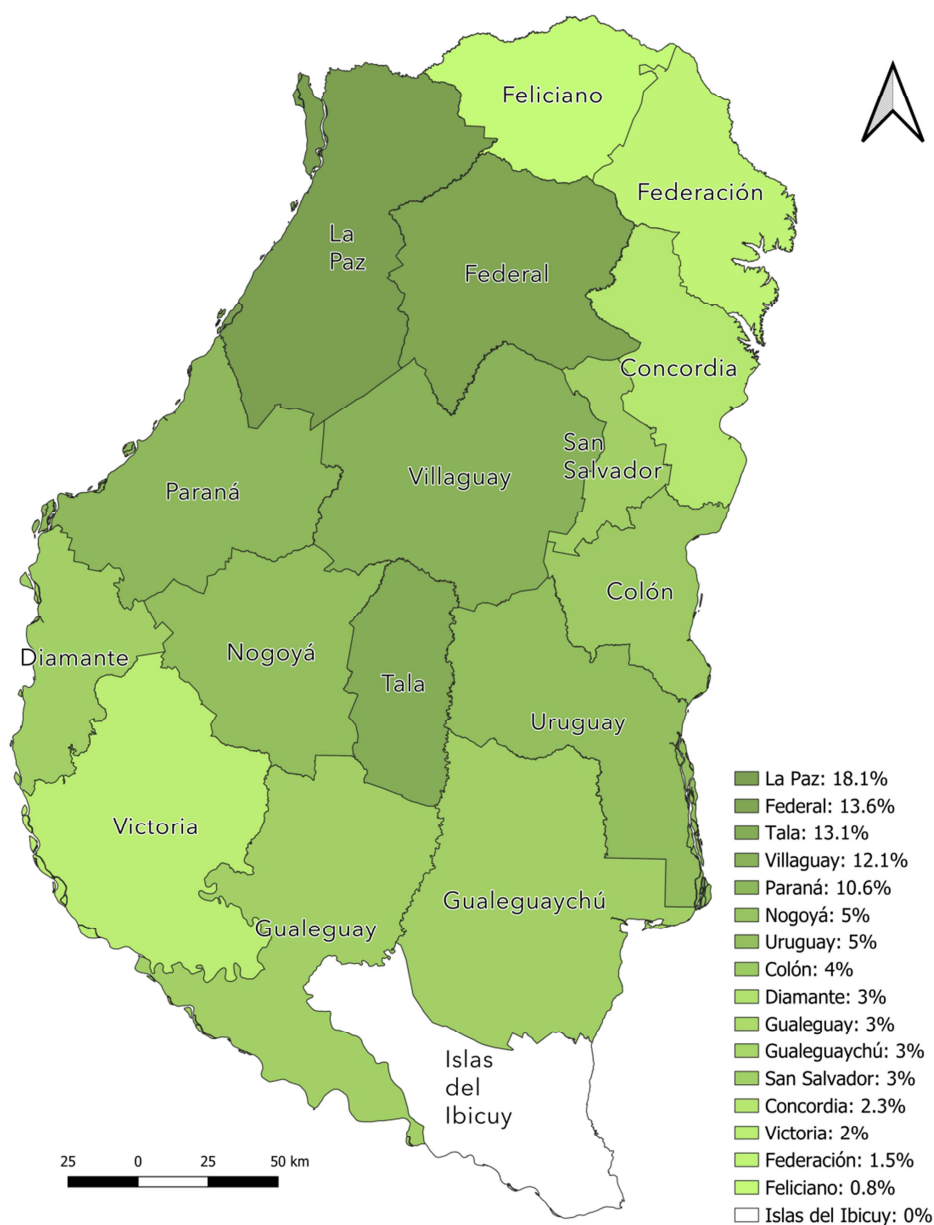 Feliciano
Federación
La
Paz
Federal
Concordia
San
Salvador
Villaguay
Paraná
Colón
Nogoyá
Diamante
Tala
Uruguay
Victoria
Gualeguaychú
Gualeguay
Islas
del
Ibicuy
La Paz: 18.1%
Federal: 13.6%
Tala: 13.1%
Villaguay: 12.1%
Paraná: 10.6%
Nogoyá: 5%
Uruguay: 5%
Colón: 4%
Diamante: 3%
Gualeguay: 3%
Gualeguaychú: 3%
San Salvador: 3%
Concordia: 2.3%
Victoria: 2%
Federación: 1.5%
Feliciano: 0.8%
Islas del Ibicuy: 0%
25 0 25 50 km